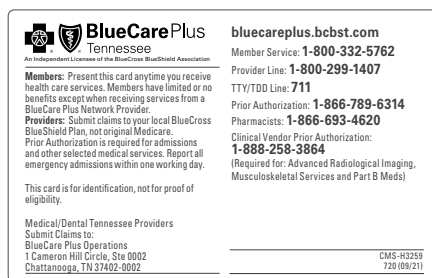 BlueCare Plus
Tennessee
An Independent Licensee of the BlueCross BlueShield Association
Members: Present this card anytime you receive
health care services. Members have limited or no
benefits except when receiving services from a
BlueCare Plus Network Provider.
Providers: Submit claims to your local BlueCross
BlueShield Plan, not original Medicare.
Prior Authorization is required for admissions
and other selected medical services. Report all
emergency admissions within one working day.
This card is for identification, not for proof of
eligibility.
Medical/Dental Tennessee Providers
Submit Claims to:
BlueCare Plus Operations
1 Cameron Hill Circle, Ste 0002
Chattanooga, TN 37402-0002
bluecareplus.bcbst.com
Member Service: 1-800-332-5762
Provider Line: 1-800-299-1407
TTY/TDD Line: 711
Prior Authorization: 1-866-789-6314
Pharmacists: 1-866-693-4620
Clinical Vendor Prior Authorization:
1-888-258-3864
(Required for: Advanced Radiological Imaging,
Musculoskeletal Services and Part B Meds)
CMS-H3259
720 (09/21)